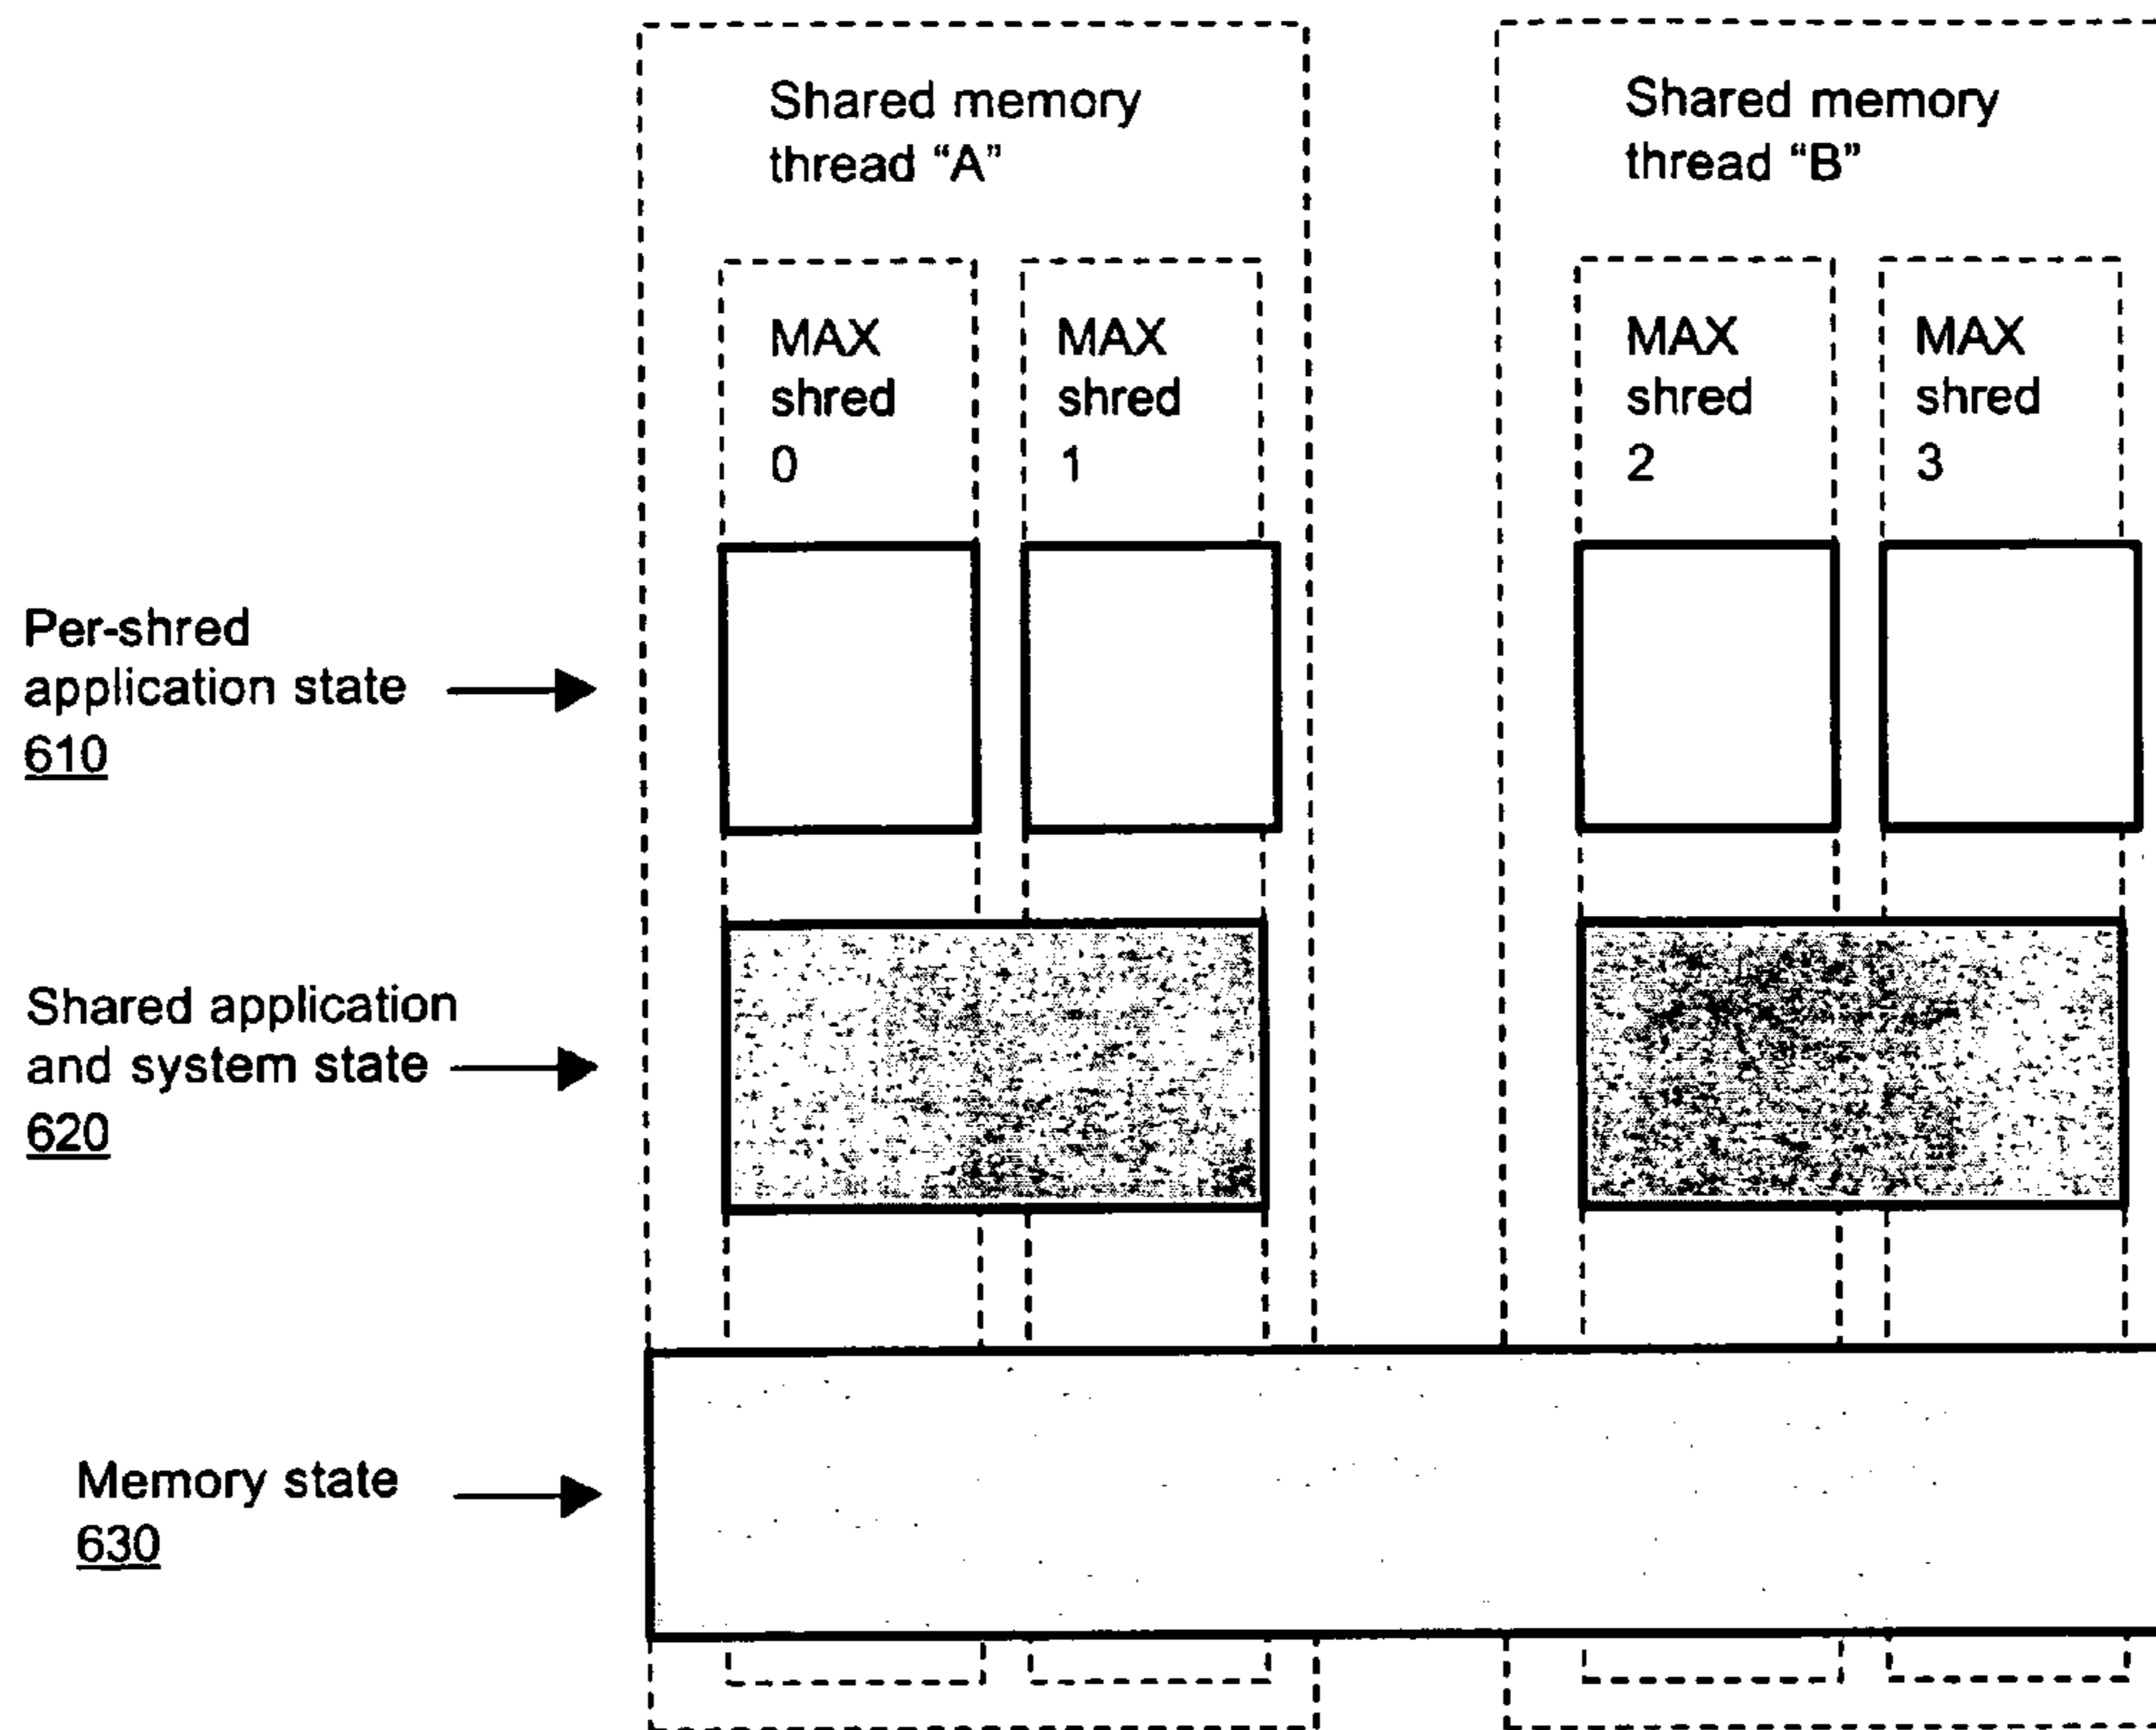 Shared memory
thread “A”
Shared memory
thread “B”
MAX
shred
0
MAX
shred
1
MAX
shred
2
MAX
shred
3
Per-shred
application state
610
Shared application
and system state
620
Memory state
630